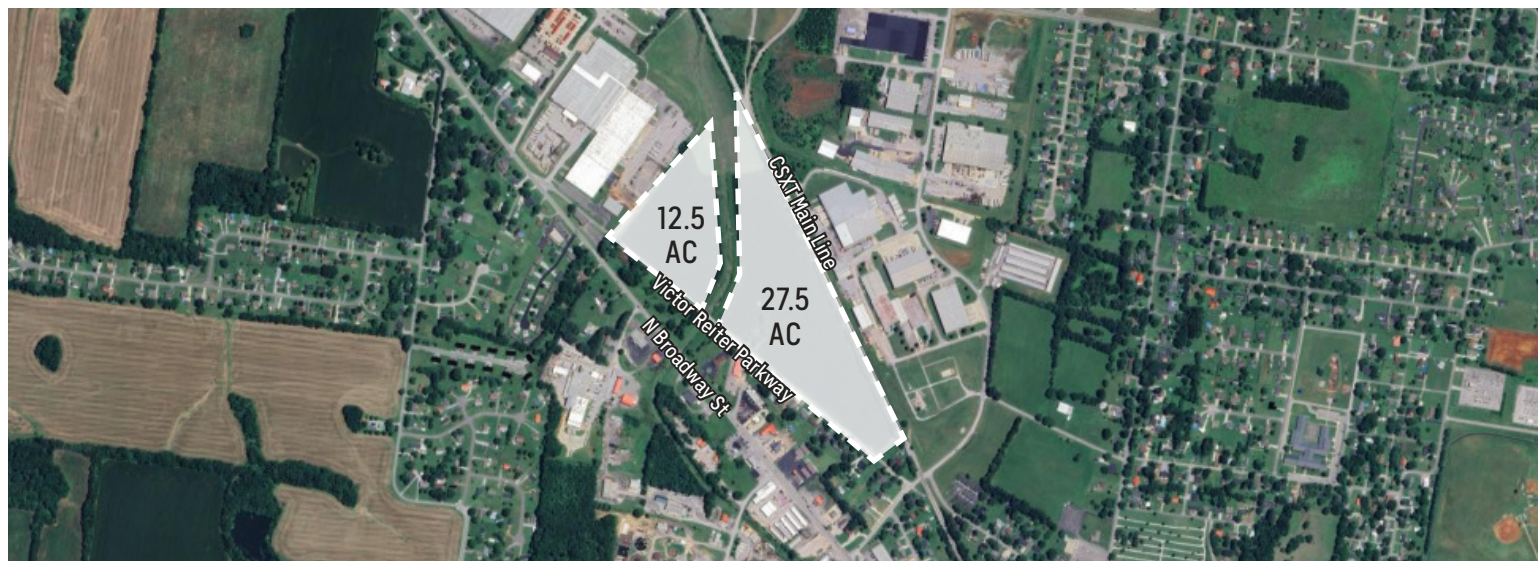 12.5
AC
CSXT Main Line
27.5
AC
Victor Reiter Parkway
N Broadway St